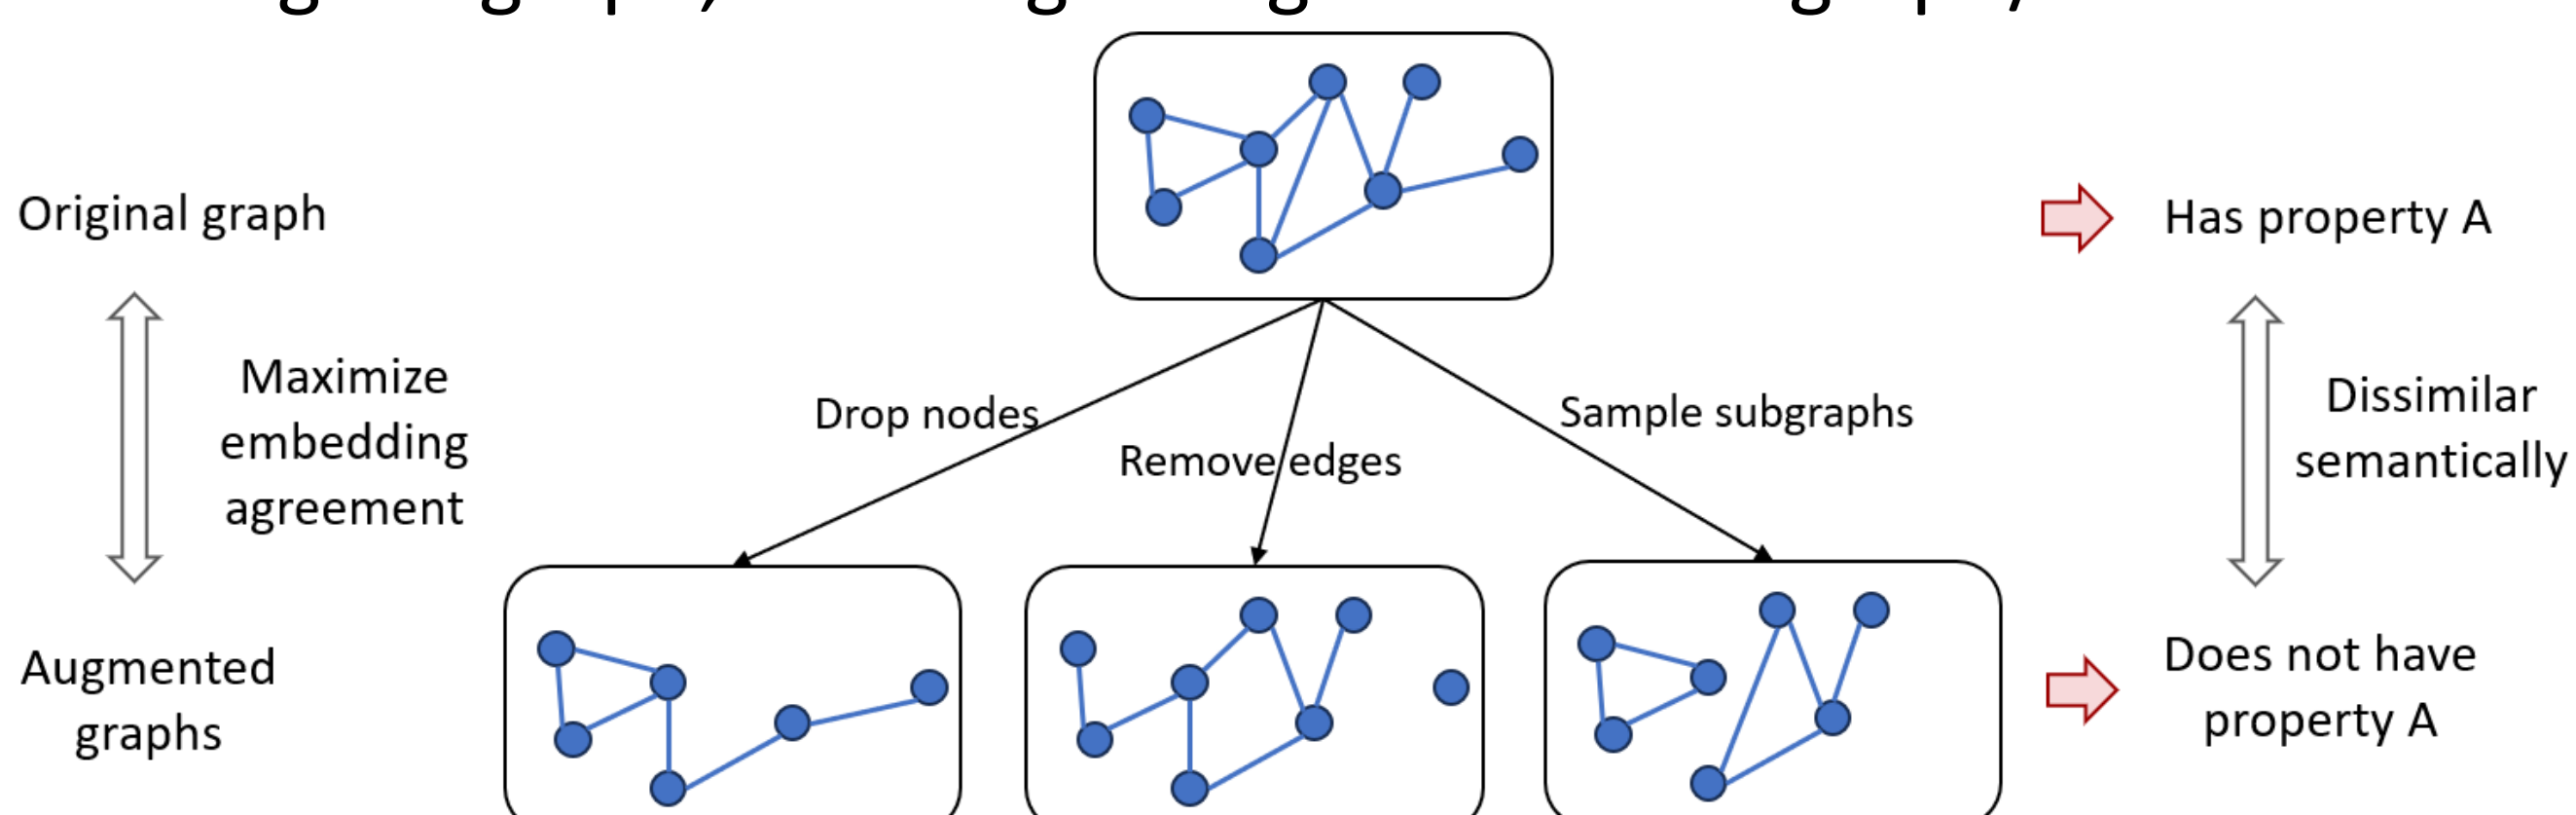 Original graph
Has property A
Maximize
embedding
agreement
Drop nodes
Remove edges
Sample subgraphs
Dissimilar
semantically
Augmented
graphs
Does not have
property A